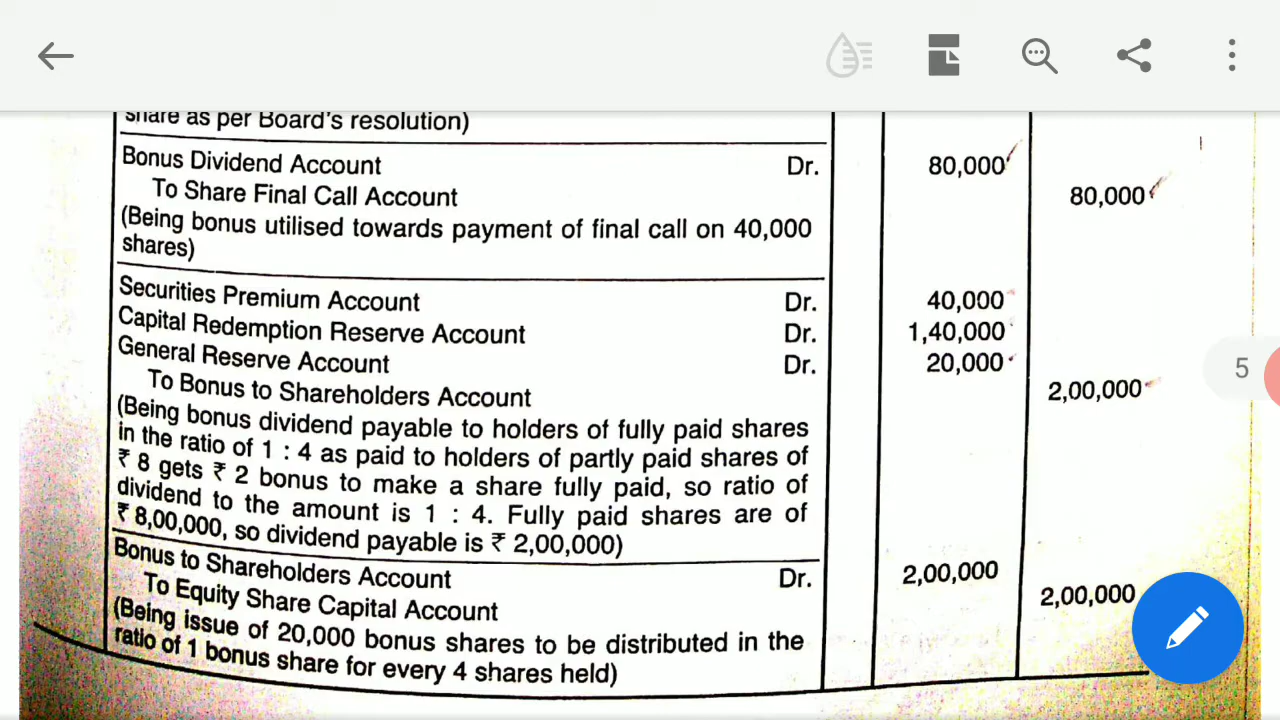 share as per Board's resolution)
Bonus Dividend Account Dr. 80,000
To Share Final Call Account 80,000
(Being bonus utilised towards payment of final call on 40,000
shares)
Securities Premium Account Dr. 40,000
Capital Redemption Reserve Account Dr. 1,40,000
General Reserve Account Dr. 20,000
To Bonus to Shareholders Account 2,00,000
(Being bonus dividend payable to holders of fully paid shares
in the ratio of 1 : 4 as paid to holders of partly paid shares of
₹ 8 gets ₹ 2 bonus to make a share fully paid, so ratio of
dividend to the amount is 1 : 4. Fully paid shares are of
₹ 8,00,000, so dividend payable is ₹ 2,00,000)
5
Bonus to Shareholders Account Dr. 2,00,000
To Equity Share Capital Account 2,00,000
(Being issue of 20,000 bonus shares to be distributed in the
ratio of 1 bonus share for every 4 shares held)